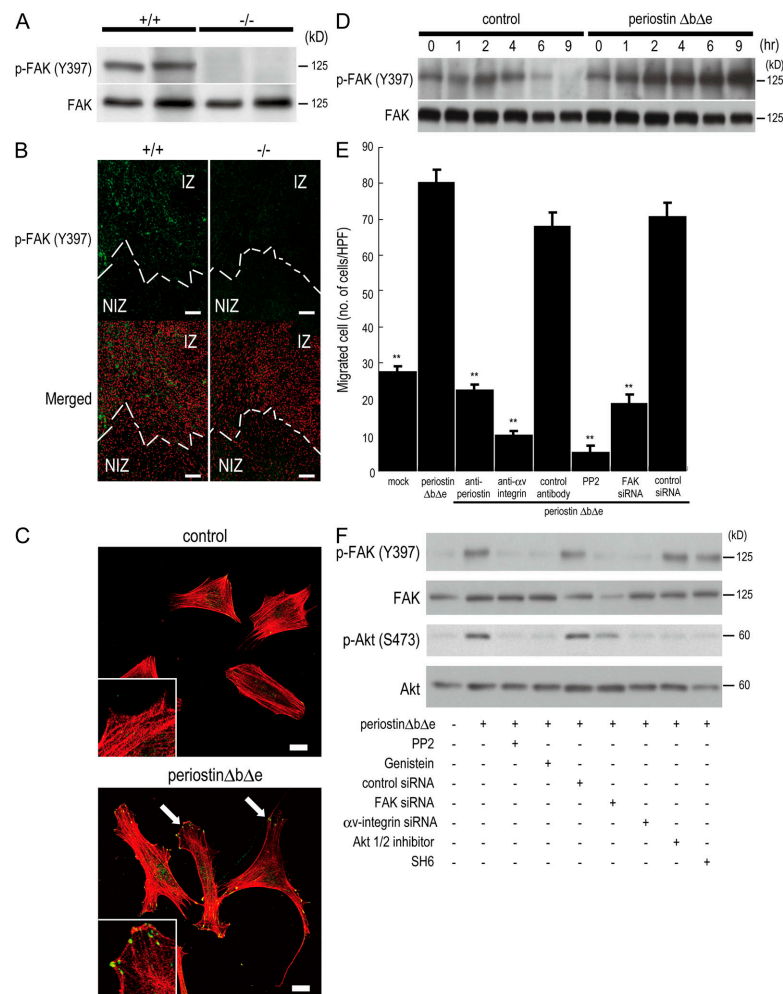 A
+/+ -/- (kD)
p-FAK (Y397) 125
FAK 125
B
+/+ -/-
p-FAK (Y397)
IZ IZ
NIZ NIZ
Merged
IZ IZ
NIZ NIZ
C
control
periostinΔbΔe
D
control periostin ΔbΔe
0 1 2 4 6 9 0 1 2 4 6 9 (hr)
(kD)
p-FAK (Y397) 125
FAK 125
E
Migrated cell (no. of cells/HPF)
90
80
70
60
50
40
30
20
10
0
** ** ** ** **
mock
periostin ΔbΔe
anti-periostin
anti-αv integrin
control antibody
PP2
FAK siRNA
control siRNA
periostin ΔbΔe
F
(kD)
p-FAK (Y397) 125
FAK 125
p-Akt (S473) 60
Akt 60
periostinΔbΔe - + + + + + + + +
PP2 - - + - - - - - -
Genistein - - - + - - - - -
control siRNA - - - - + - - - -
FAK siRNA - - - - - + - - -
αv-integrin siRNA - - - - - - + - -
Akt 1/2 inhibitor - - - - - - - + -
SH6 - - - - - - - - +